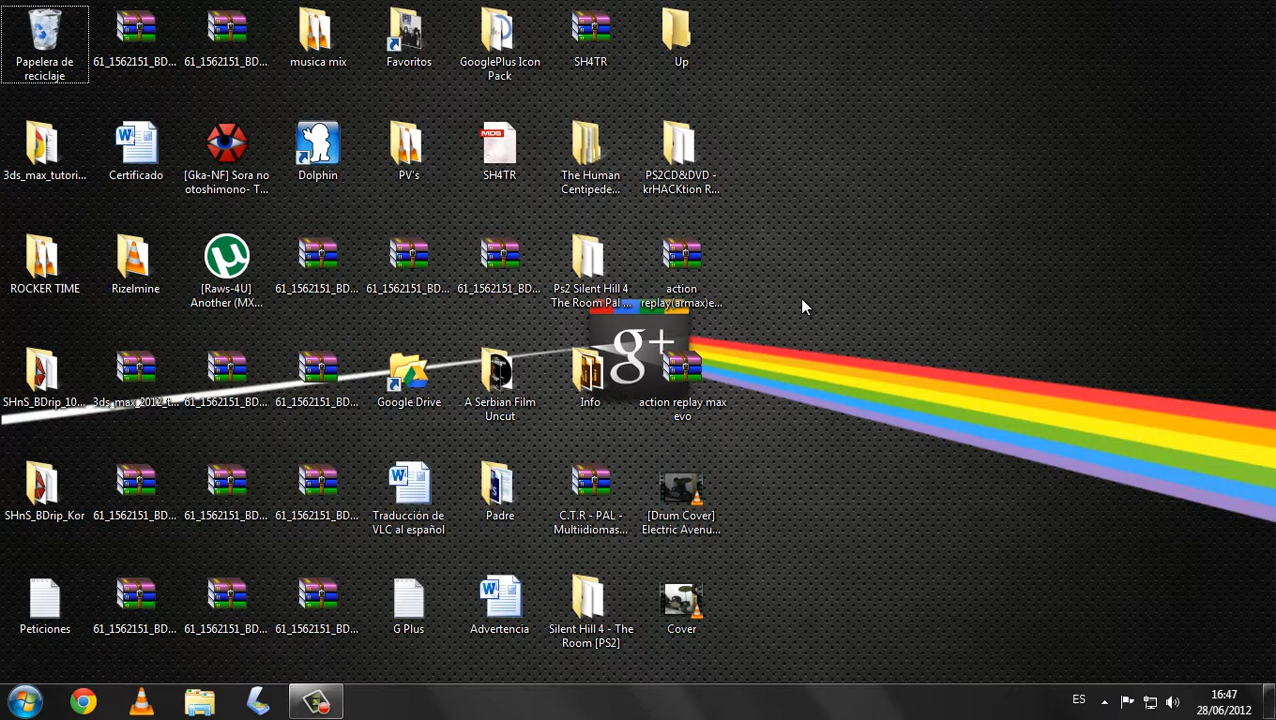 Papelera de
reciclaje
61_1562151_BD...
61_1562151_BD...
musica mix
Favoritos
GooglePlus Icon
Pack
SH4TR
Up
3ds_max_tutori...
Certificado
[Gka-NF] Sora no
otoshimono- T...
Dolphin
PV's
MDS
SH4TR
The Human
Centipede...
PS2CD&DVD -
krHACKtion R...
ROCKER TIME
Rizelmine
[Raws-4U]
Another (MX...
61_1562151_BD...
61_1562151_BD...
61_1562151_BD...
Ps2 Silent Hill 4
The Room Pal ...
action
replay(armax)e...
g+
SHnS_BDrip_10...
3ds_max_2012_t...
61_1562151_BD...
61_1562151_BD...
Google Drive
A Serbian Film
Uncut
Info
action replay max
evo
SHnS_BDrip_Kor
61_1562151_BD...
61_1562151_BD...
61_1562151_BD...
Traducción de
VLC al español
Padre
C.T.R - PAL -
Multiidiomas...
[Drum Cover]
Electric Avenu...
Peticiones
61_1562151_BD...
61_1562151_BD...
61_1562151_BD...
G Plus
Advertencia
Silent Hill 4 - The
Room [PS2]
Cover
ES
16:47
28/06/2012